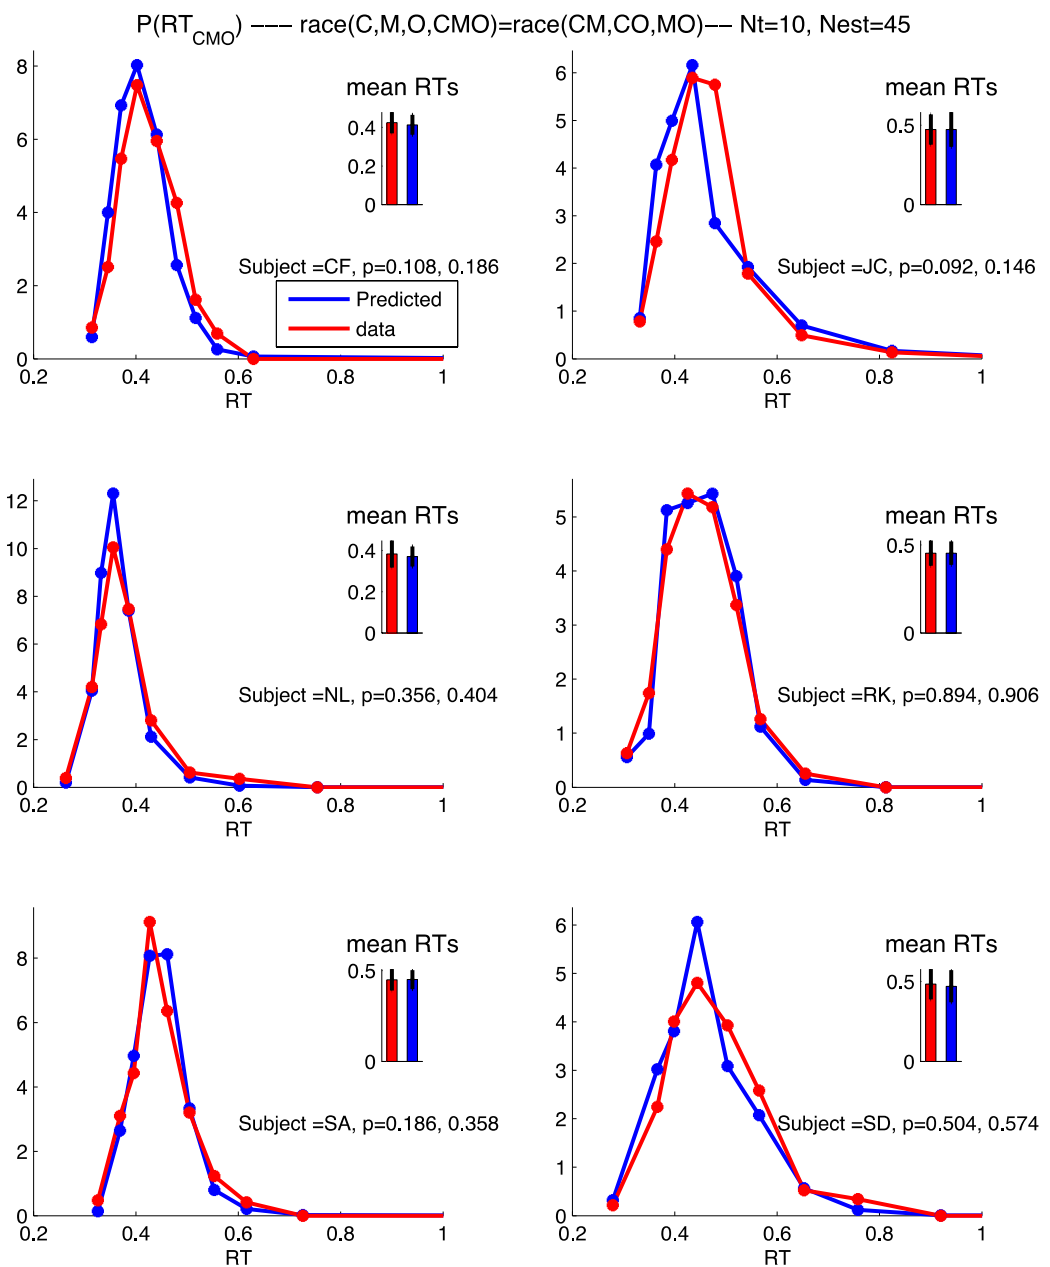 P(RT_CMO) −−− race(C,M,O,CMO)=race(CM,CO,MO)−− Nt=10, Nest=45
8
6
4
2
0
0.2 0.4 0.6 0.8 1
RT
mean RTs
0.4
0.2
0
Subject =CF, p=0.108, 0.186
Predicted
data
6
5
4
3
2
1
0
0.2 0.4 0.6 0.8 1
RT
mean RTs
0.5
0
Subject =JC, p=0.092, 0.146
12
10
8
6
4
2
0
0.2 0.4 0.6 0.8 1
RT
mean RTs
0.4
0.2
0
Subject =NL, p=0.356, 0.404
5
4
3
2
1
0
0.2 0.4 0.6 0.8 1
RT
mean RTs
0.5
0
Subject =RK, p=0.894, 0.906
8
6
4
2
0
0.2 0.4 0.6 0.8 1
RT
mean RTs
0.5
0
Subject =SA, p=0.186, 0.358
6
5
4
3
2
1
0
0.2 0.4 0.6 0.8 1
RT
mean RTs
0.5
0
Subject =SD, p=0.504, 0.574